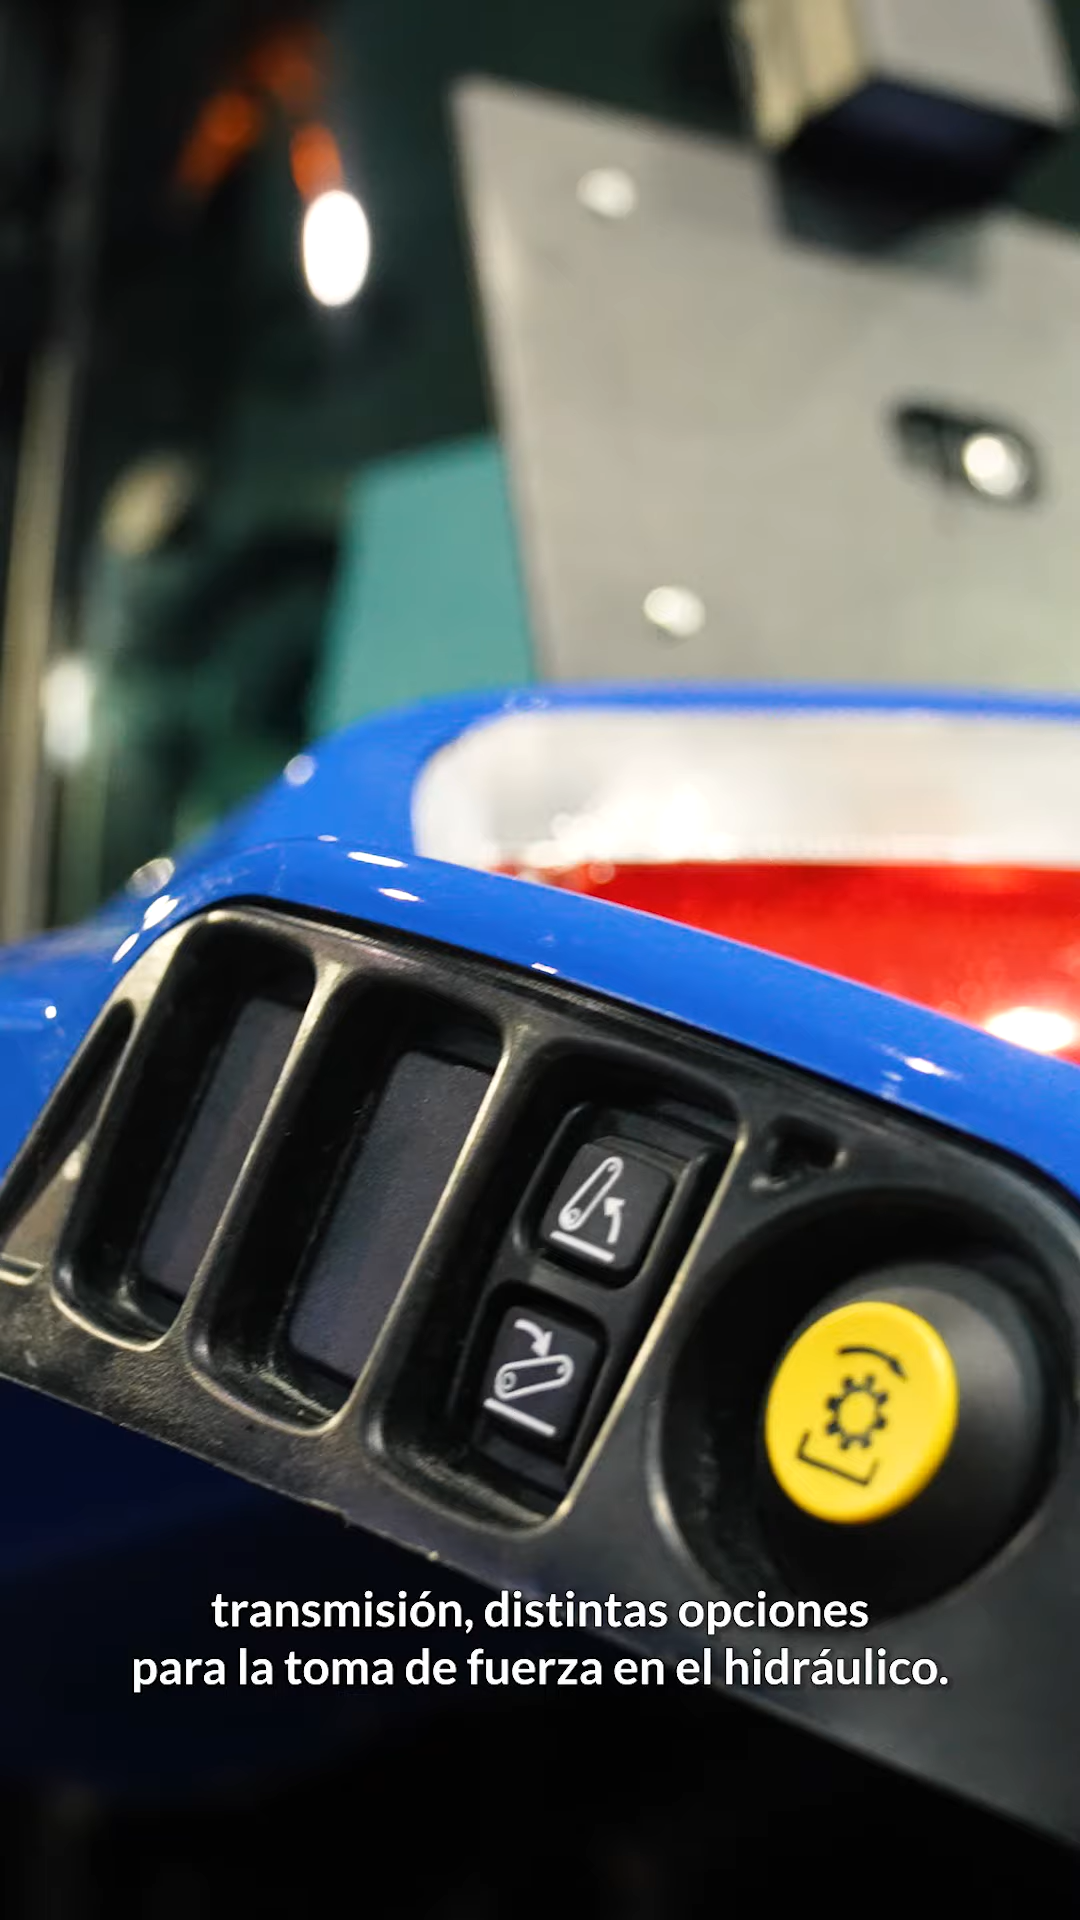 transmisión, distintas opciones
para la toma de fuerza en el hidráulico.